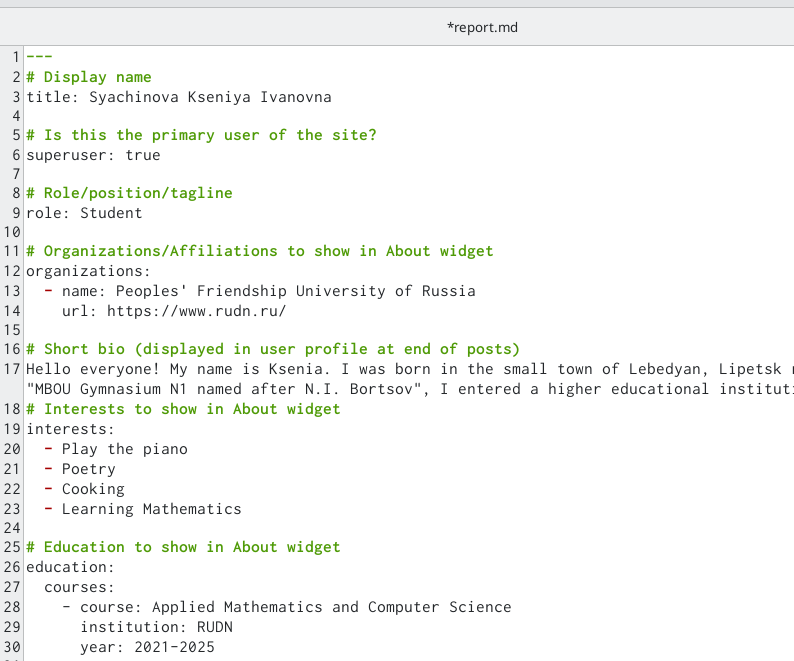 *report.md
1 ---
2 # Display name
3 title: Syachinova Kseniya Ivanovna
4
5 # Is this the primary user of the site?
6 superuser: true
7
8 # Role/position/tagline
9 role: Student
10
11 # Organizations/Affiliations to show in About widget
12 organizations:
13   - name: Peoples' Friendship University of Russia
14     url: https://www.rudn.ru/
15
16 # Short bio (displayed in user profile at end of posts)
17 Hello everyone! My name is Ksenia. I was born in the small town of Lebedyan, Lipetsk
"MBOU Gymnasium N1 named after N.I. Bortsov", I entered a higher educational
18 # Interests to show in About widget
19 interests:
20   - Play the piano
21   - Poetry
22   - Cooking
23   - Learning Mathematics
24
25 # Education to show in About widget
26 education:
27   courses:
28     - course: Applied Mathematics and Computer Science
29       institution: RUDN
30       year: 2021-2025